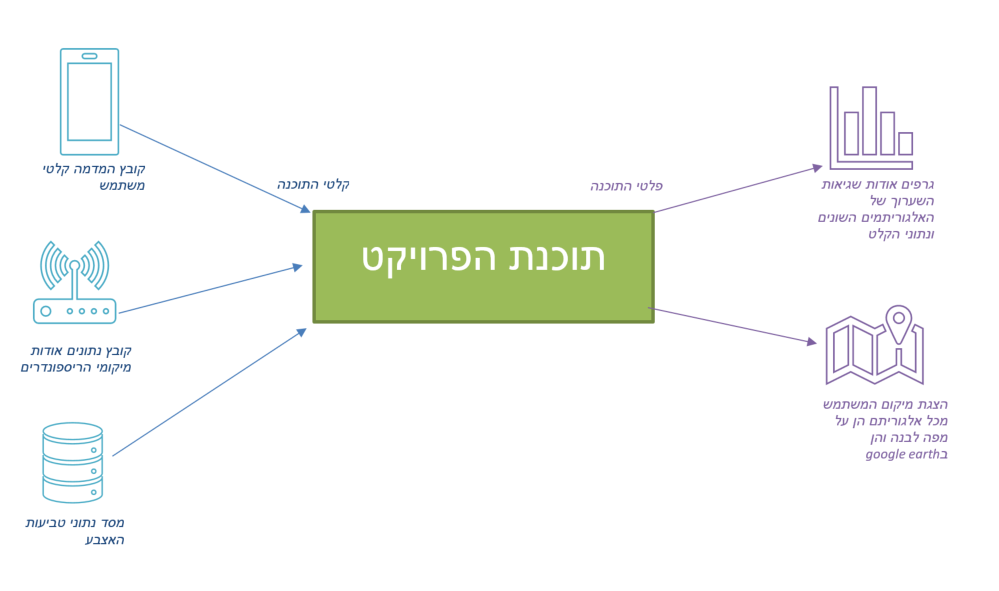 קובץ המדמה קלטי
משתמש
קלטי התוכנה
פלטי התוכנה
תוכנת הפרויקט
קובץ נתונים אודות
מיקומי הריספונדרים
מסד נתוני טביעות
האצבע
גרפים אודות שגיאות
השערוך של
האלגוריתמים השונים
ונתוני הקלט
הצגת מיקום המשתמש
מכל אלגוריתם הן על
מפה לבנה והן
בgoogle earth